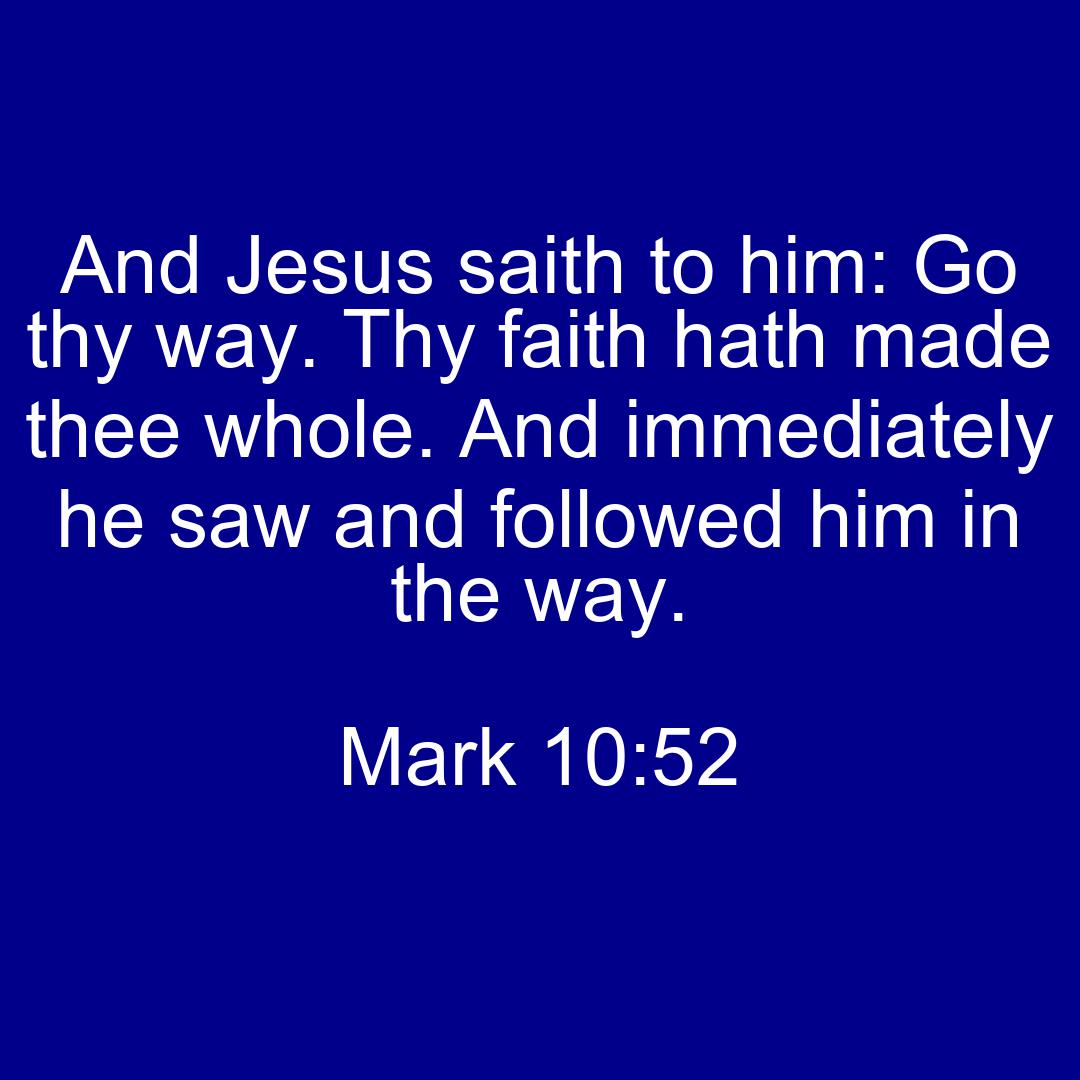 And Jesus saith to him: Go
thy way. Thy faith hath made
thee whole. And immediately
he saw and followed him in
the way.
Mark 10:52